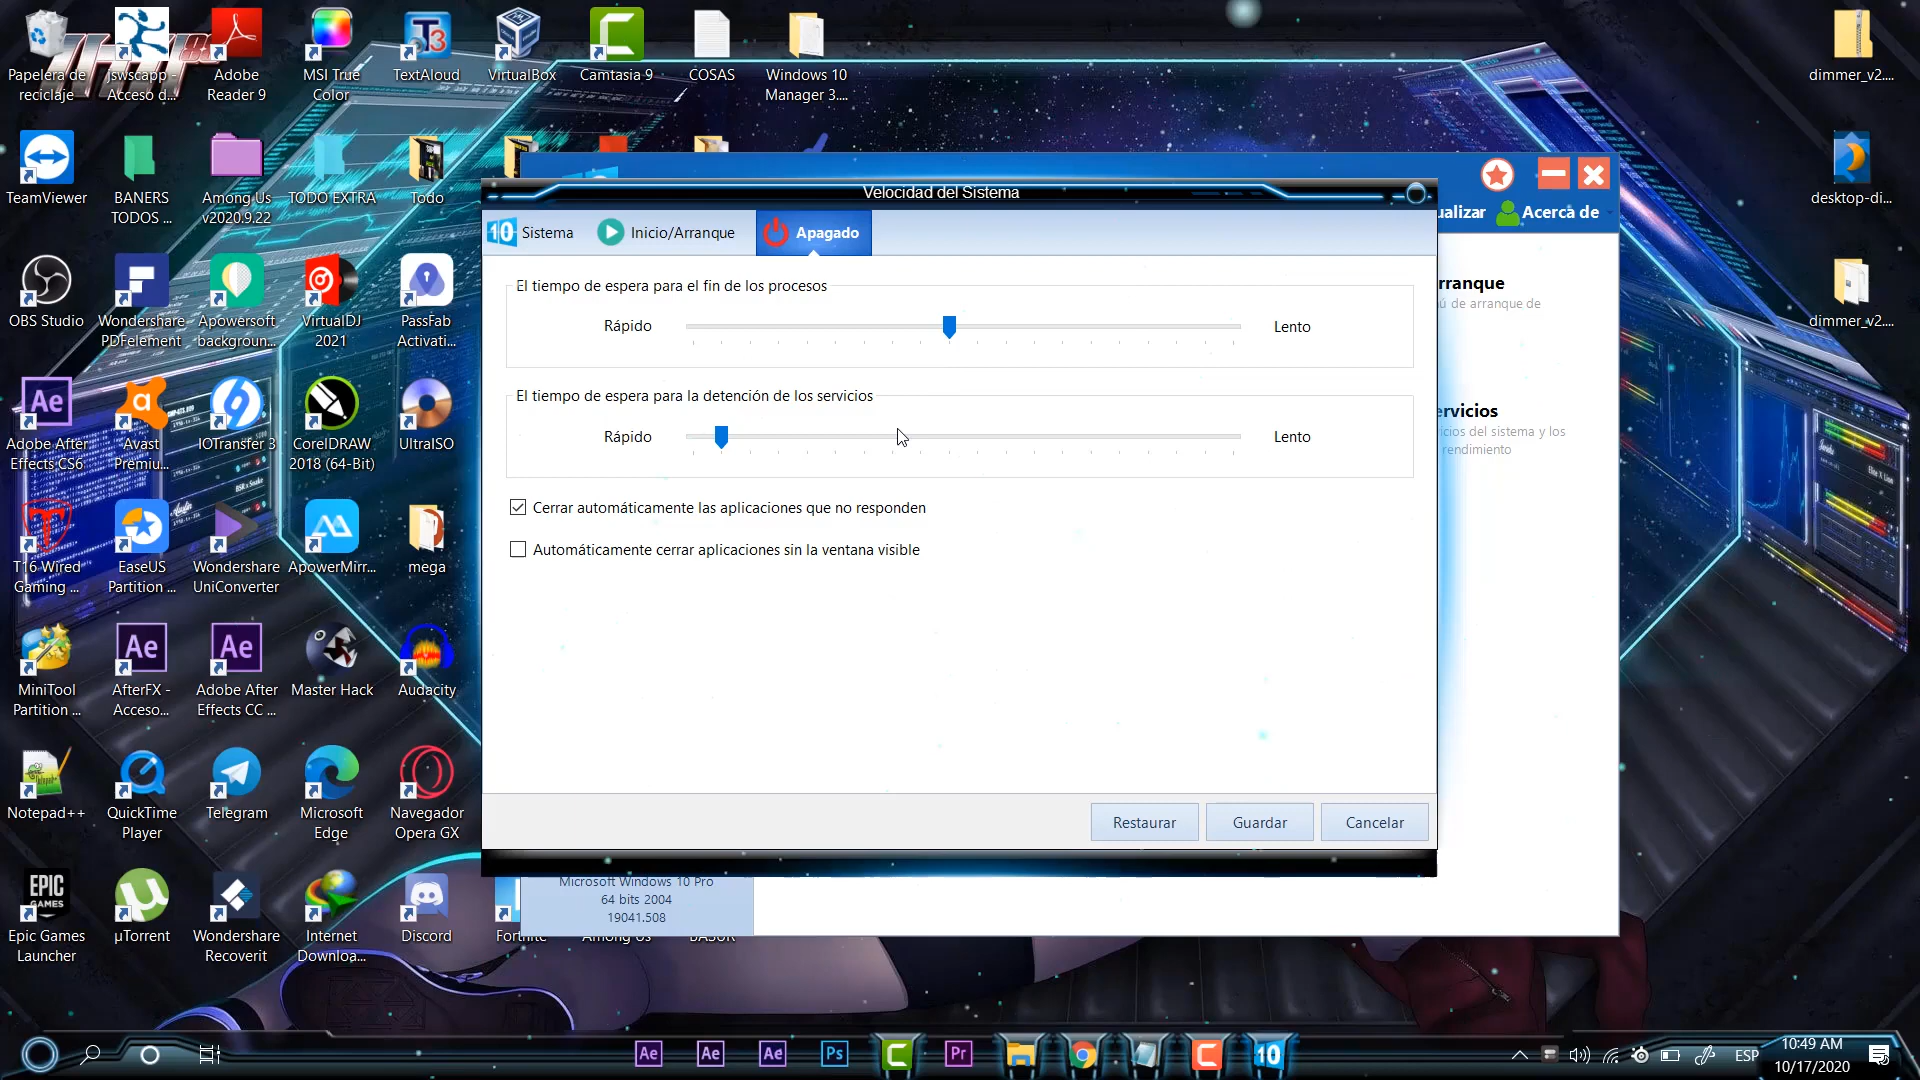 Papelera de
reciclaje
jswscapp -
Acceso d...
Adobe
Reader 9
MSI True
Color
TextAloud
VirtualBox
Camtasia 9
COSAS
Windows 10
Manager 3....
dimmer_v2....
TeamViewer
BANERS
TODOS ...
Among Us
v2020.9.22
TODO EXTRA
Todo
desktop-di...
OBS Studio
Wondershare
PDFelement
Apowersoft
backgroun...
VirtualDJ
2021
PassFab
Activati...
dimmer_v2....
Adobe After
Effects CS6
Avast
Premiu...
IOTransfer 3
CorelDRAW
2018 (64-Bit)
UltraISO
T16 Wired
Gaming ...
EaseUS
Partition ...
Wondershare
UniConverter
ApowerMirr...
mega
MiniTool
Partition ...
AfterFX -
Acceso...
Adobe After
Effects CC ...
Master Hack
Audacity
Notepad++
QuickTime
Player
Telegram
Microsoft
Edge
Navegador
Opera GX
Epic Games
Launcher
µTorrent
Wondershare
Recoverit
Internet
Downloa...
Discord
Fortnite
Among Us
BASUR
Velocidad del Sistema
Sistema
Inicio/Arranque
Apagado
El tiempo de espera para el fin de los procesos
Rápido
Lento
El tiempo de espera para la detención de los servicios
Rápido
Lento
Cerrar automáticamente las aplicaciones que no responden
Automáticamente cerrar aplicaciones sin la ventana visible
Restaurar
Guardar
Cancelar
ualizar
Acerca de
rranque
ú de arranque de
ervicios
icios del sistema y los
rendimiento
Microsoft Windows 10 Pro
64 bits 2004
19041.508
ESP
10:49 AM
10/17/2020